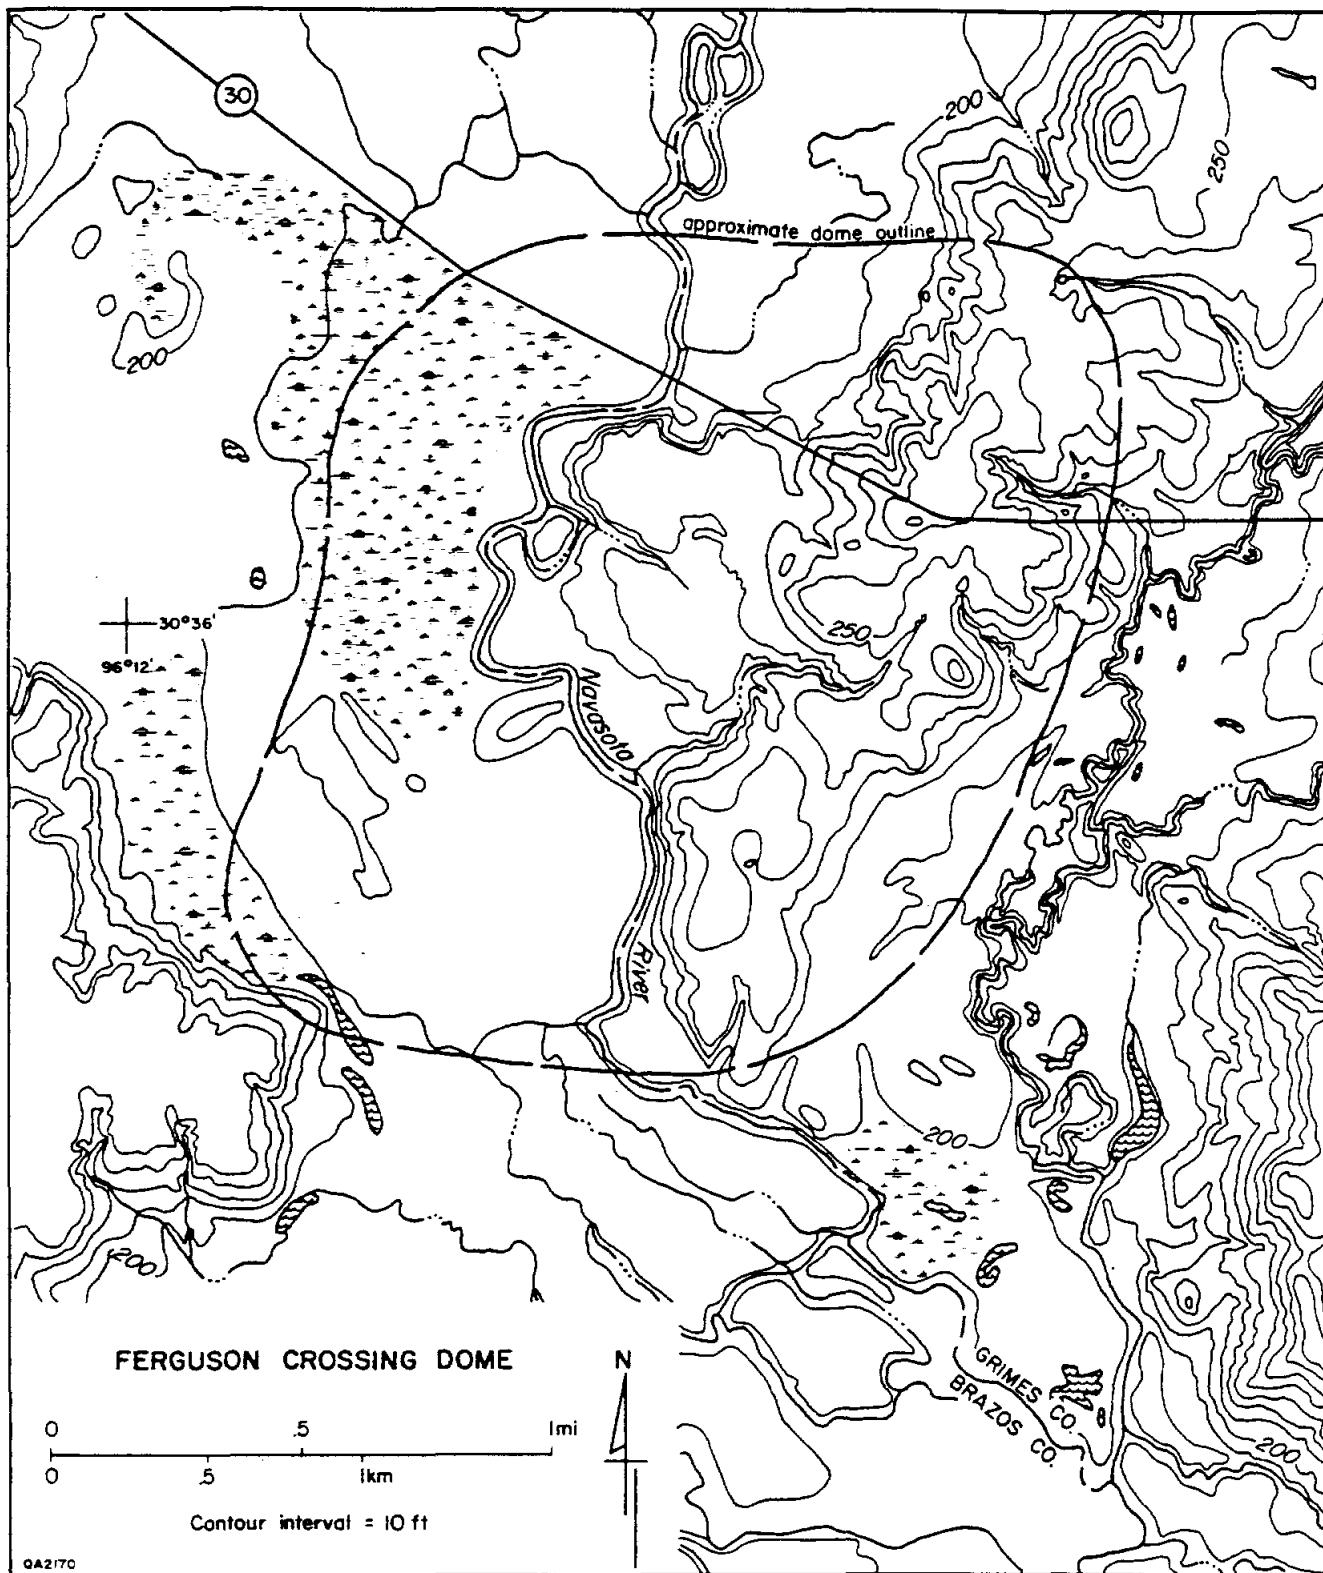 30
200
250
approximate dome outline
200
30°36'
96°12'
250
Navasota
River
200
200
GRIMES CO.
BRAZOS CO.
200
FERGUSON CROSSING DOME
N
0 .5 1mi
0 .5 1km
Contour interval = 10 ft
QA2170